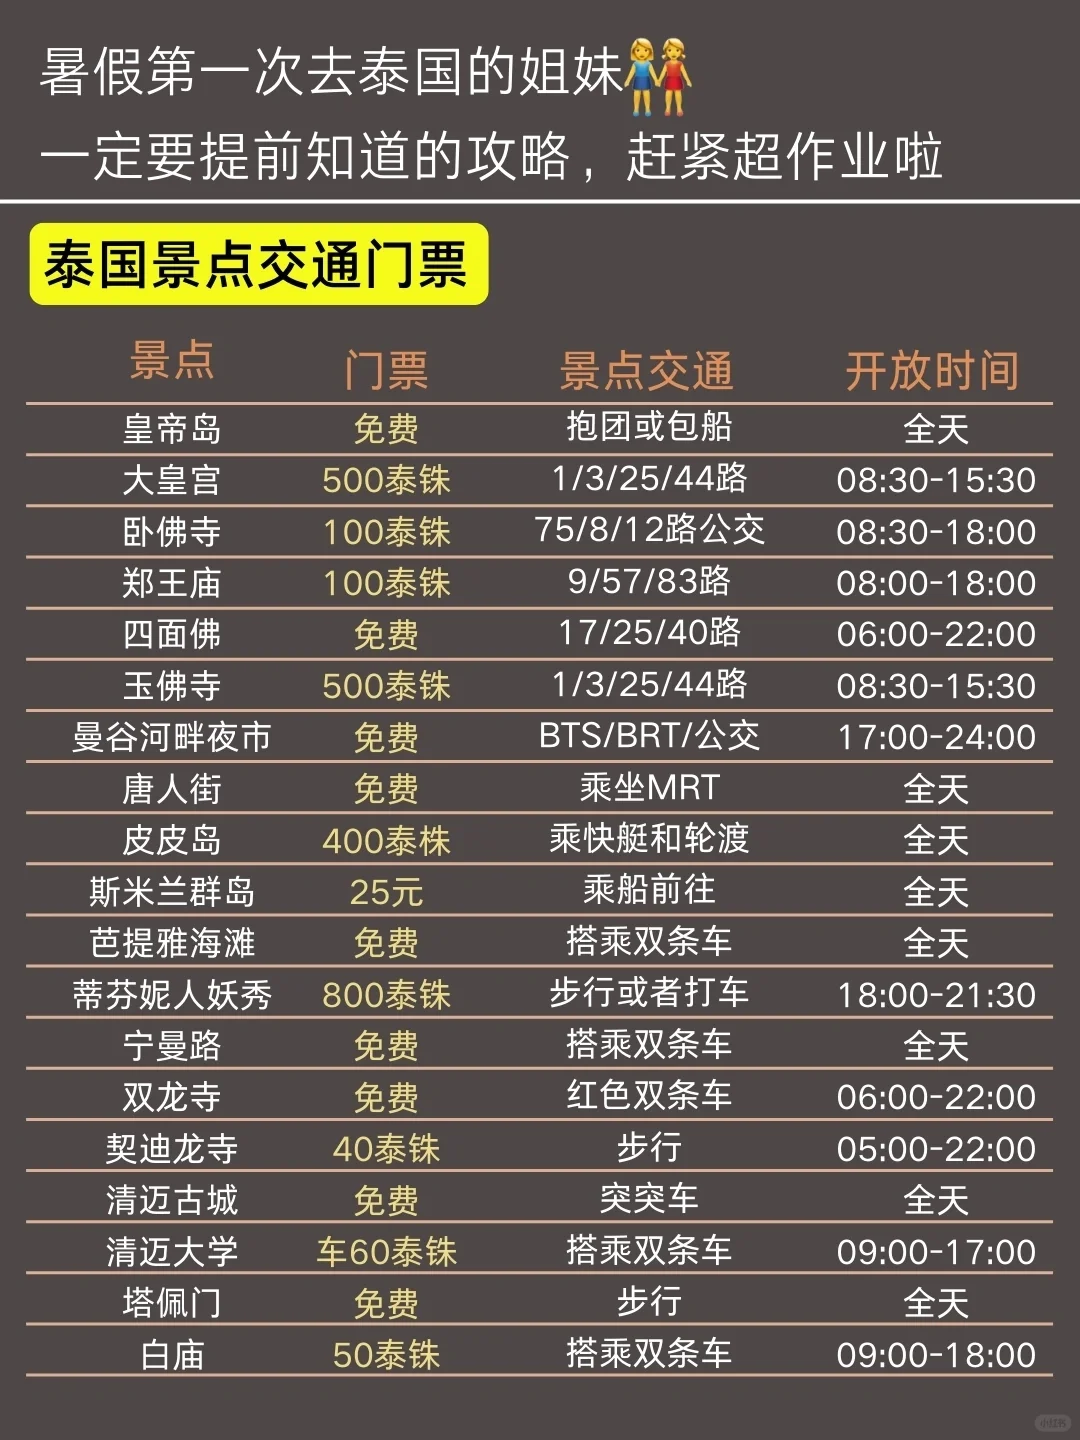 暑假第一次去泰国的姐妹👭
一定要提前知道的攻略，赶紧超作业啦
泰国景点交通门票
景点 门票 景点交通 开放时间
皇帝岛 免费 抱团或包船 全天
大皇宫 500泰铢 1/3/25/44路 08:30-15:30
卧佛寺 100泰铢 75/8/12路公交 08:30-18:00
郑王庙 100泰铢 9/57/83路 08:00-18:00
四面佛 免费 17/25/40路 06:00-22:00
玉佛寺 500泰铢 1/3/25/44路 08:30-15:30
曼谷河畔夜市 免费 BTS/BRT/公交 17:00-24:00
唐人街 免费 乘坐MRT 全天
皮皮岛 400泰株 乘快艇和轮渡 全天
斯米兰群岛 25元 乘船前往 全天
芭提雅海滩 免费 搭乘双条车 全天
蒂芬妮人妖秀 800泰铢 步行或者打车 18:00-21:30
宁曼路 免费 搭乘双条车 全天
双龙寺 免费 红色双条车 06:00-22:00
契迪龙寺 40泰铢 步行 05:00-22:00
清迈古城 免费 突突车 全天
清迈大学 车60泰铢 搭乘双条车 09:00-17:00
塔佩门 免费 步行 全天
白庙 50泰铢 搭乘双条车 09:00-18:00
小红书